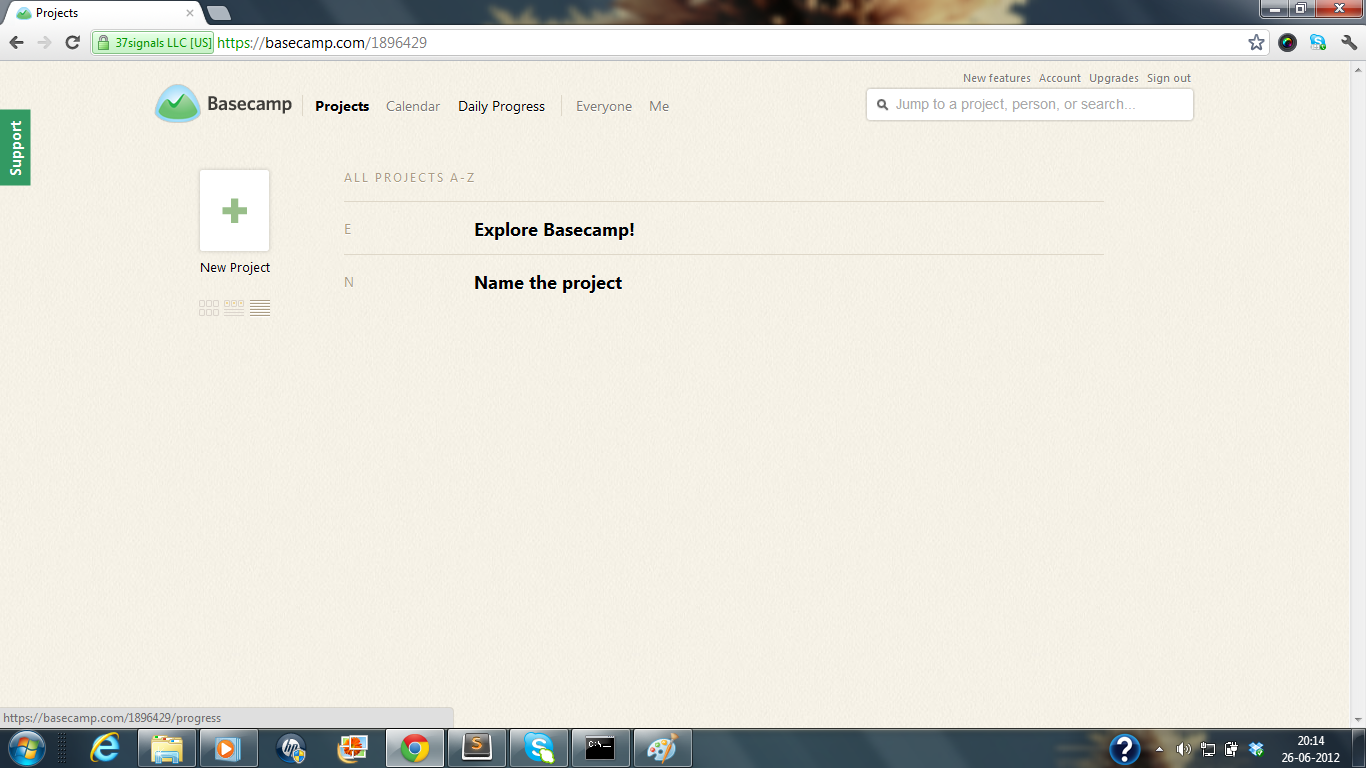 Projects
37signals LLC [US] https://basecamp.com/1896429
New features Account Upgrades Sign out
Basecamp Projects Calendar Daily Progress Everyone Me
Jump to a project, person, or search...
Support
ALL PROJECTS A-Z
E Explore Basecamp!
New Project
N Name the project
https://basecamp.com/1896429/progress
hp
S
C:\
20:14
26-06-2012